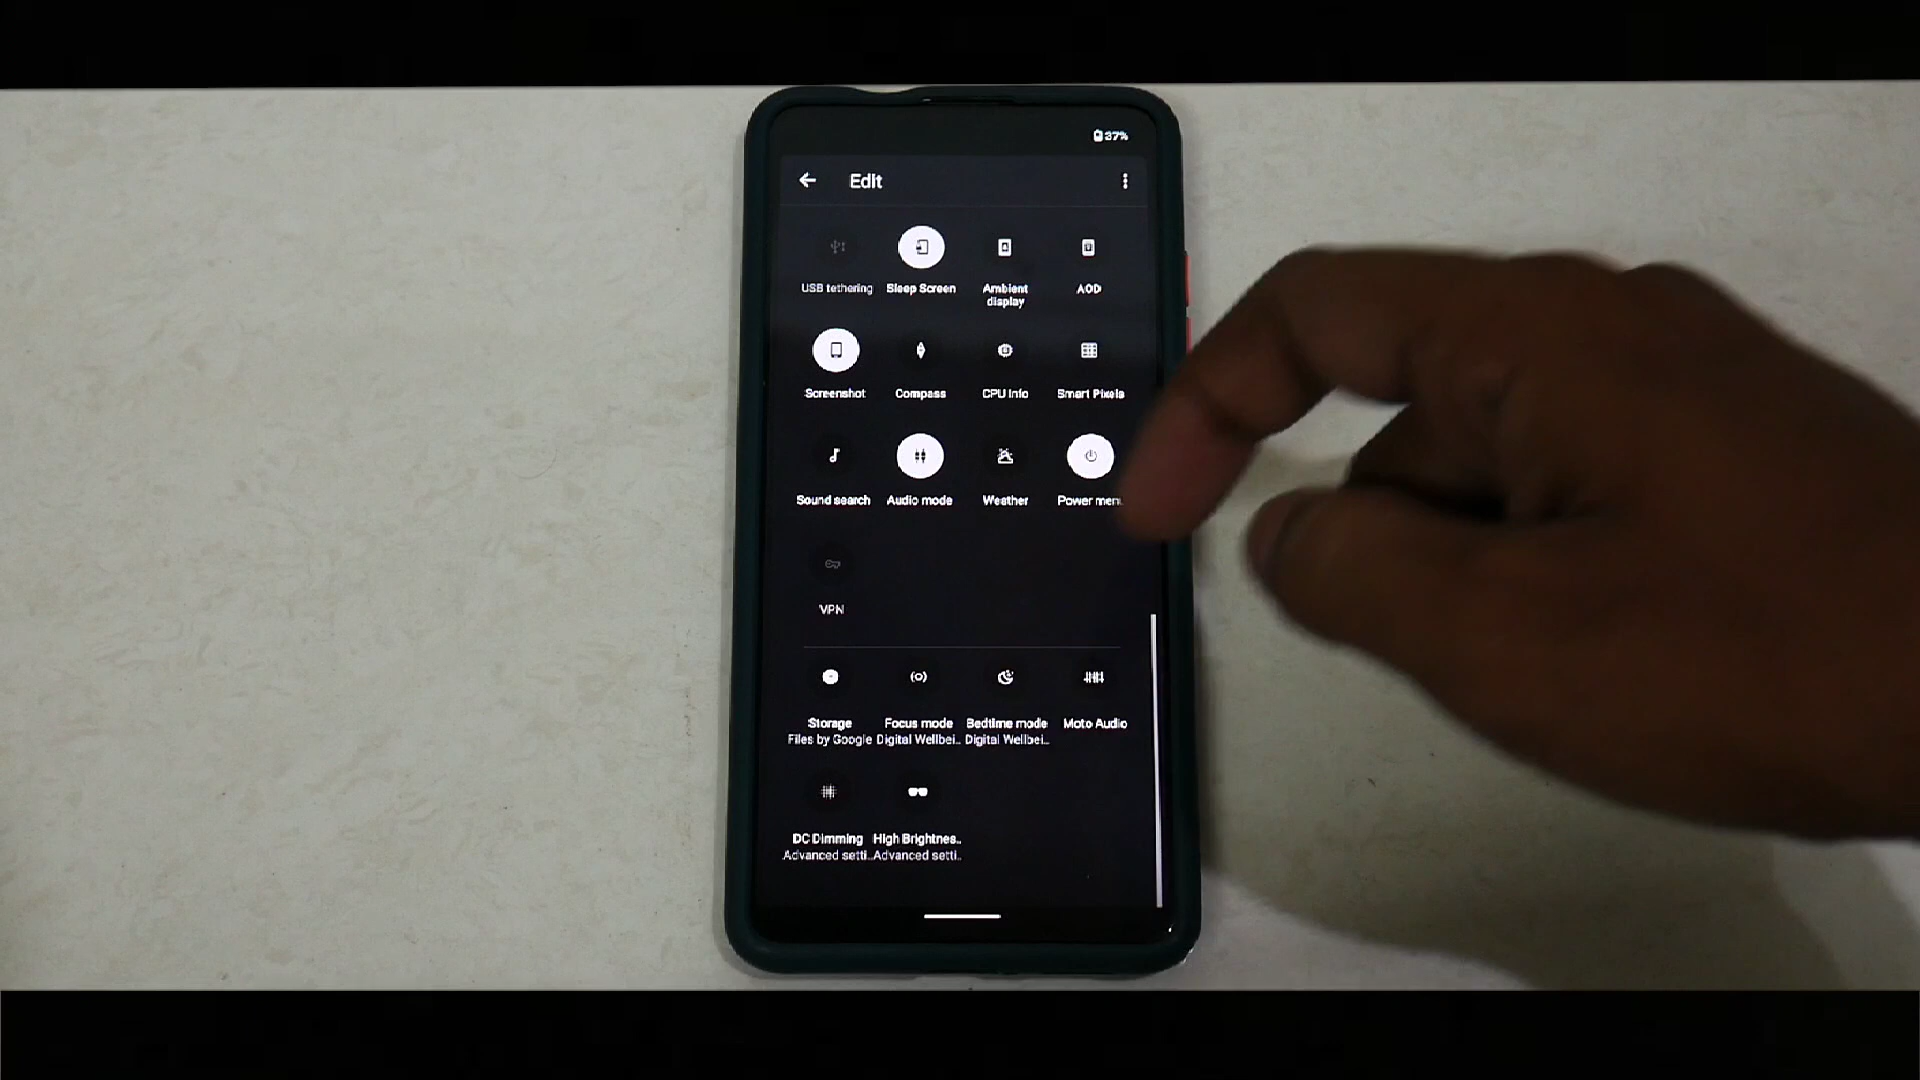 37%
Edit
USB tethering Sleep Screen Ambient display AOD
Screenshot Compass CPU Info Smart Pixels
Sound search Audio mode Weather Power menu
VPN
Storage Focus mode Bedtime mode Moto Audio
Files by Google Digital Wellbei... Digital Wellbei...
DC Dimming High Brightnes...
Advanced setti... Advanced setti...